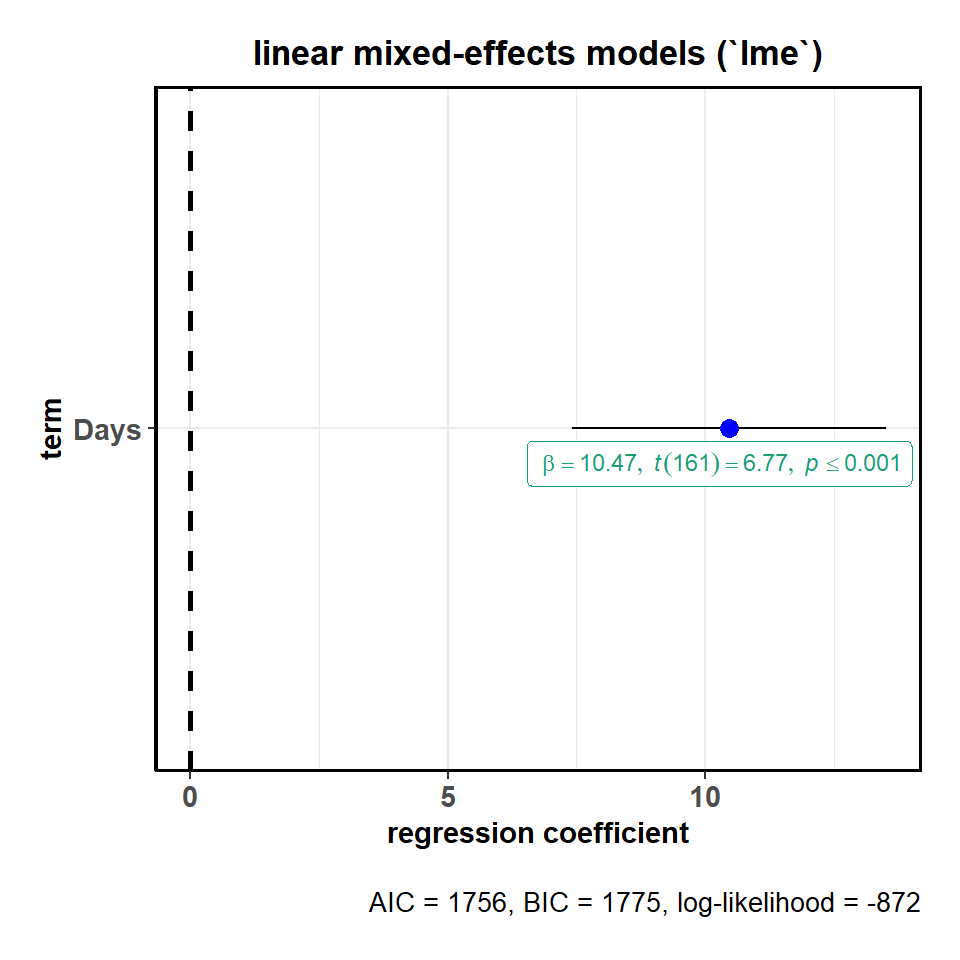 linear mixed-effects models (`lme`)
term
Days
β = 10.47, t(161) = 6.77, p ≤ 0.001
0 5 10
regression coefficient
AIC = 1756, BIC = 1775, log-likelihood = -872